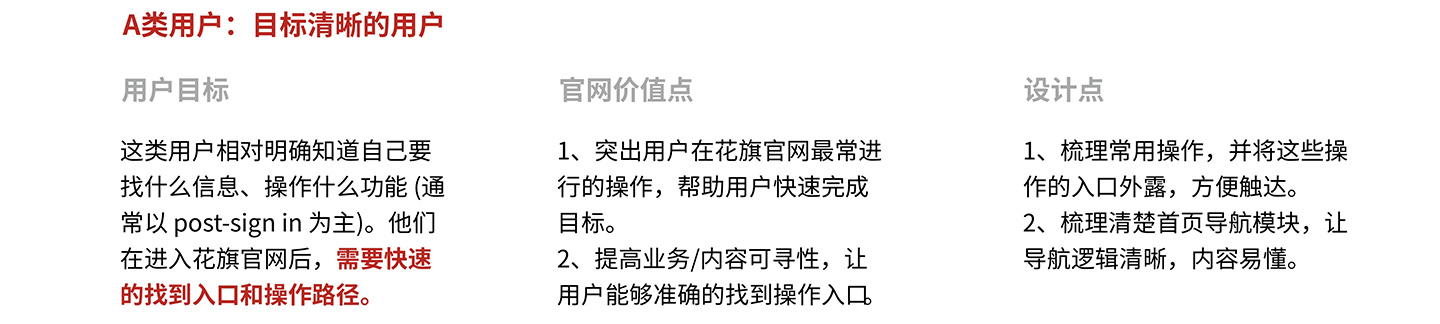 A类用户：目标清晰的用户
用户目标
这类用户相对明确知道自己要
找什么信息、操作什么功能 (通
常以 post-sign in 为主)。他们
在进入花旗官网后，需要快速
的找到入口和操作路径。
官网价值点
1、突出用户在花旗官网最常进
行的操作，帮助用户快速完成
目标。
2、提高业务/内容可寻性，让
用户能够准确的找到操作入口。
设计点
1、梳理常用操作，并将这些操
作的入口外露，方便触达。
2、梳理清楚首页导航模块，让
导航逻辑清晰，内容易懂。